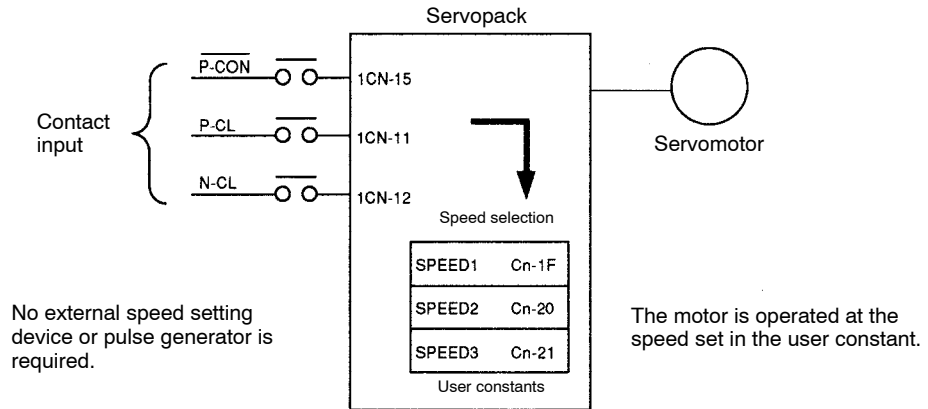 Servopack
Contact
input
P-CON
1CN-15
P-CL
1CN-11
N-CL
1CN-12
Servomotor
Speed selection
SPEED1 Cn-1F
SPEED2 Cn-20
SPEED3 Cn-21
User constants
No external speed setting
device or pulse generator is
required.
The motor is operated at the
speed set in the user constant.